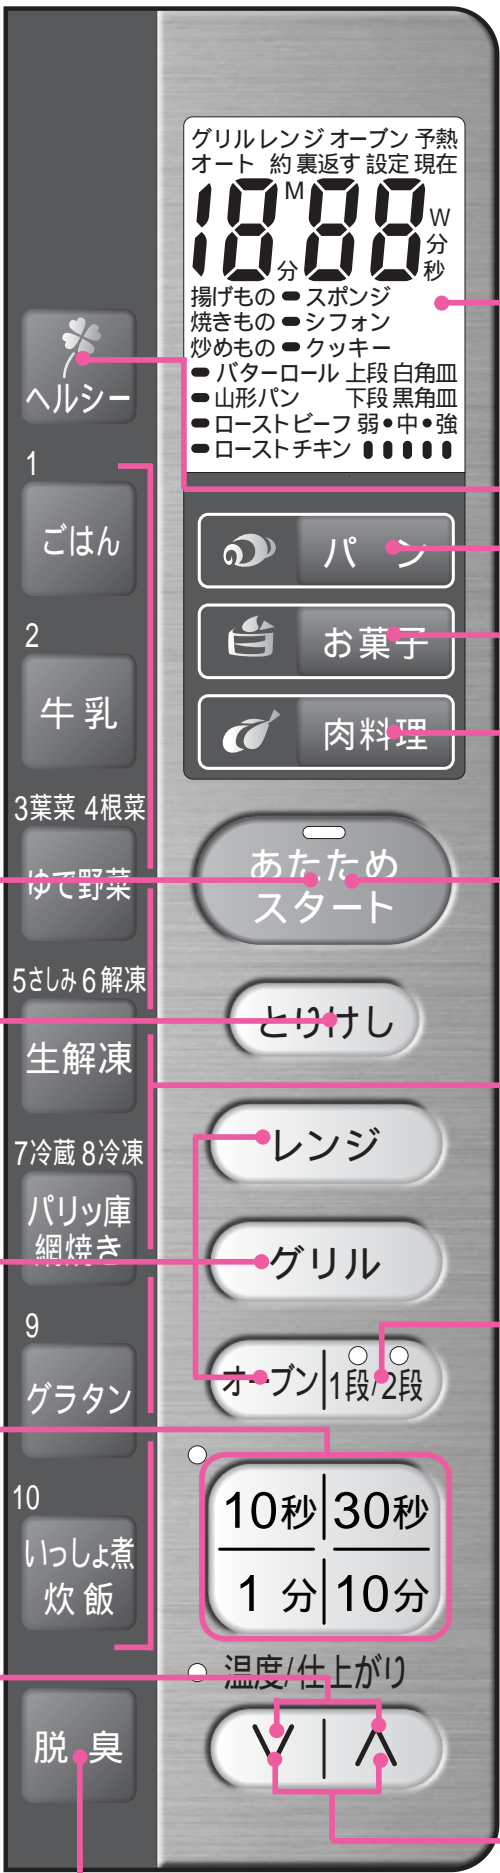 グリルレンジ オーブン 予熱
オート 約 裏返す 設定 現在
18.88
M
W
分
分
秒
揚げもの スポンジ
焼きもの シフォン
炒めもの クッキー
バターロール 上段 白角皿
山形パン 下段 黒角皿
ローストビーフ 弱•中•強
ローストチキン
ヘルシー
1
ごはん
2
牛乳
3葉菜 4根菜
ゆで野菜
5さしみ 6解凍
生解凍
7冷蔵 8冷凍
パリッ庫
網焼き
9
グラタン
10
いっしょ煮
炊飯
脱臭
パン
お菓子
肉料理
あたため
スタート
とりけし
レンジ
グリル
オーブン 1段/2段
10秒 30秒
1分 10分
温度/仕上がり
∨ ∧